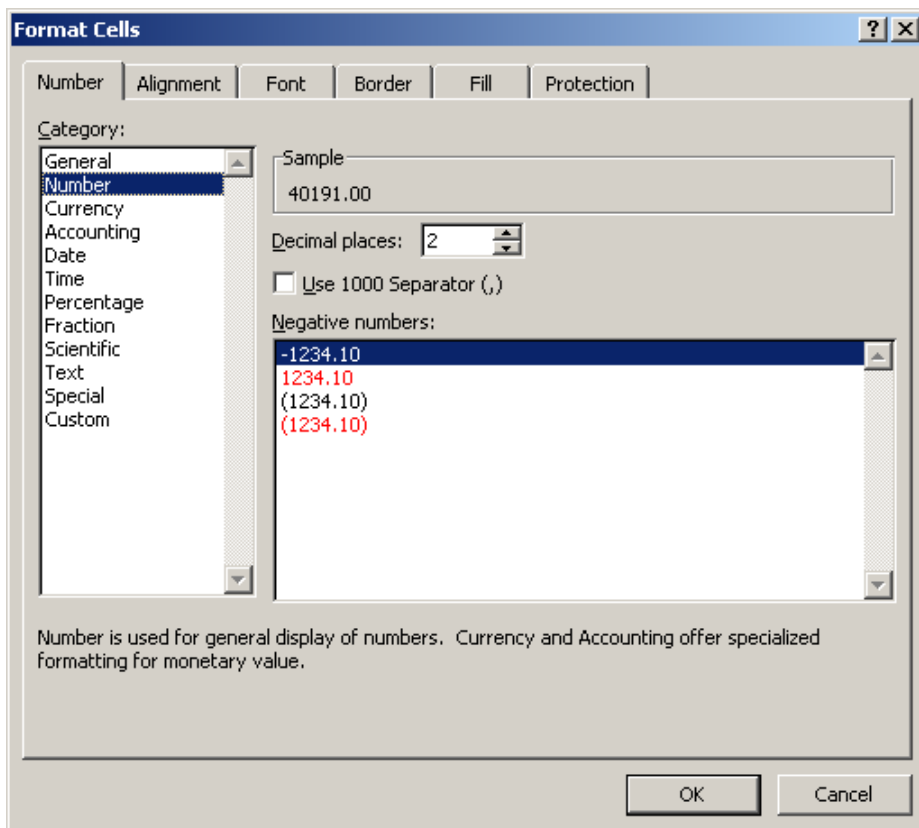 Format Cells
Number Alignment Font Border Fill Protection
Category:
General
Number
Currency
Accounting
Date
Time
Percentage
Fraction
Scientific
Text
Special
Custom
Sample
40191.00
Decimal places: 2
Use 1000 Separator (,)
Negative numbers:
-1234.10
1234.10
(1234.10)
(1234.10)
Number is used for general display of numbers.  Currency and Accounting offer specialized
formatting for monetary value.
OK Cancel